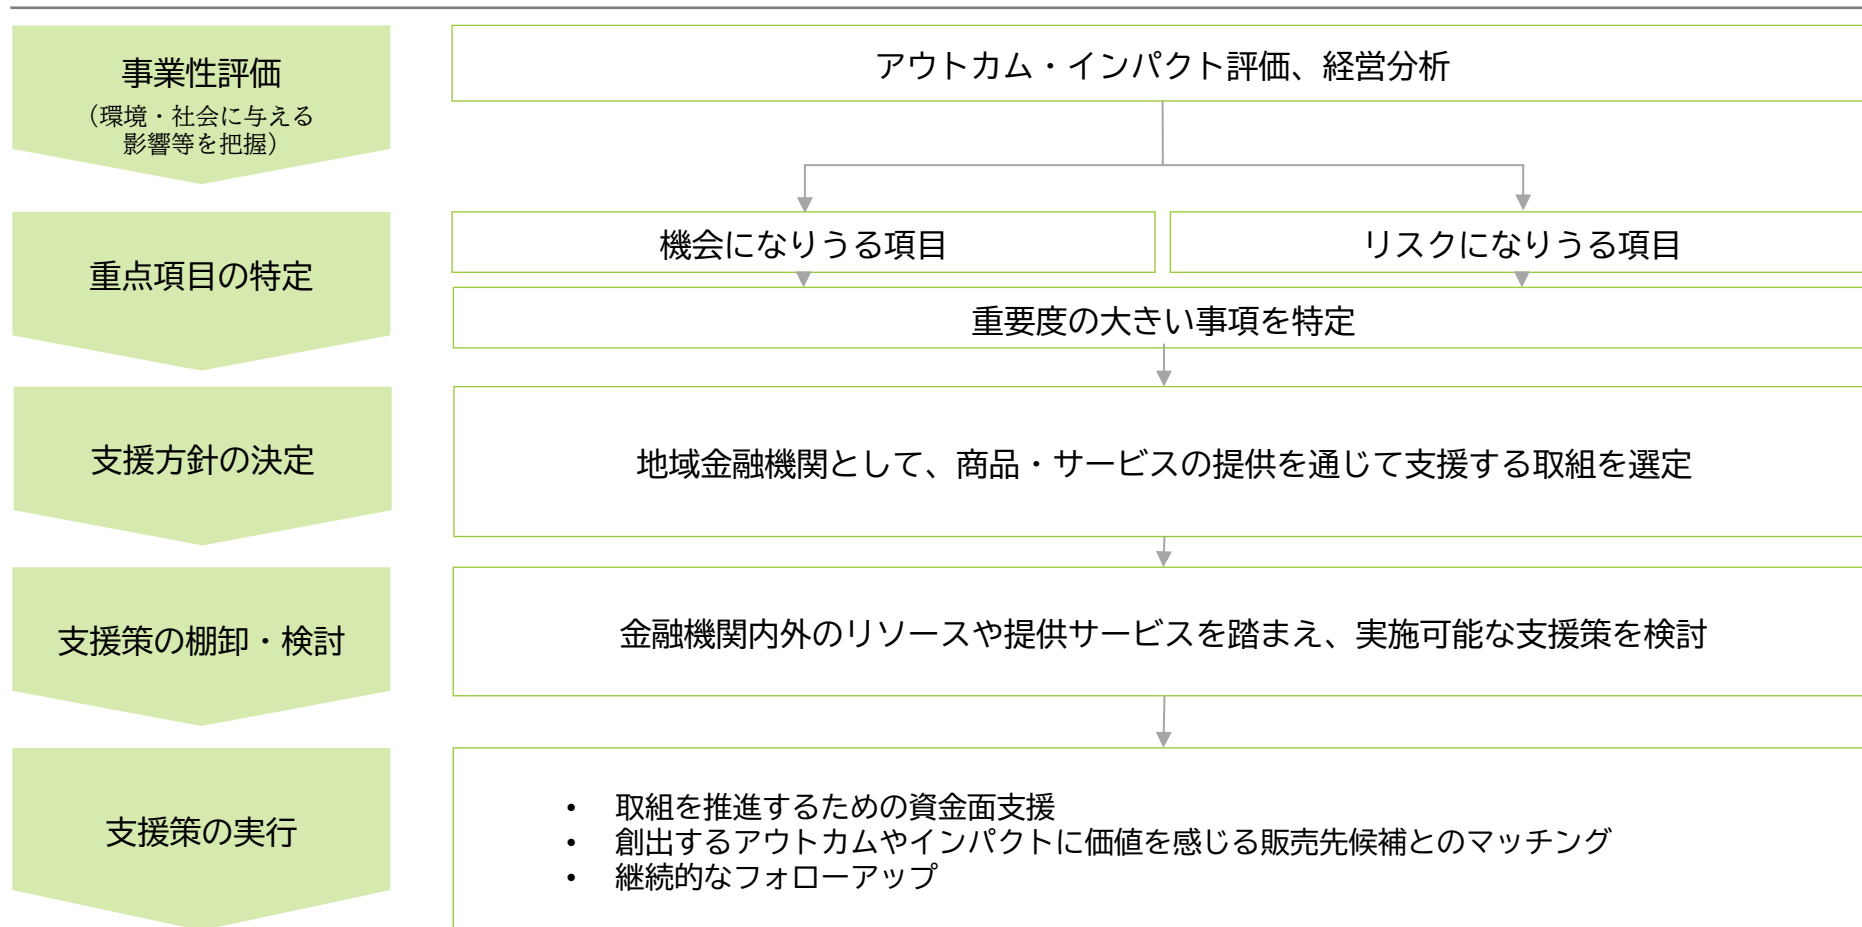 事業性評価
（環境・社会に与える
影響等を把握）
アウトカム・インパクト評価、経営分析
重点項目の特定
機会になりうる項目
リスクになりうる項目
重要度の大きい事項を特定
支援方針の決定
地域金融機関として、商品・サービスの提供を通じて支援する取組を選定
支援策の棚卸・検討
金融機関内外のリソースや提供サービスを踏まえ、実施可能な支援策を検討
支援策の実行
• 取組を推進するための資金面支援
• 創出するアウトカムやインパクトに価値を感じる販売先候補とのマッチング
• 継続的なフォローアップ